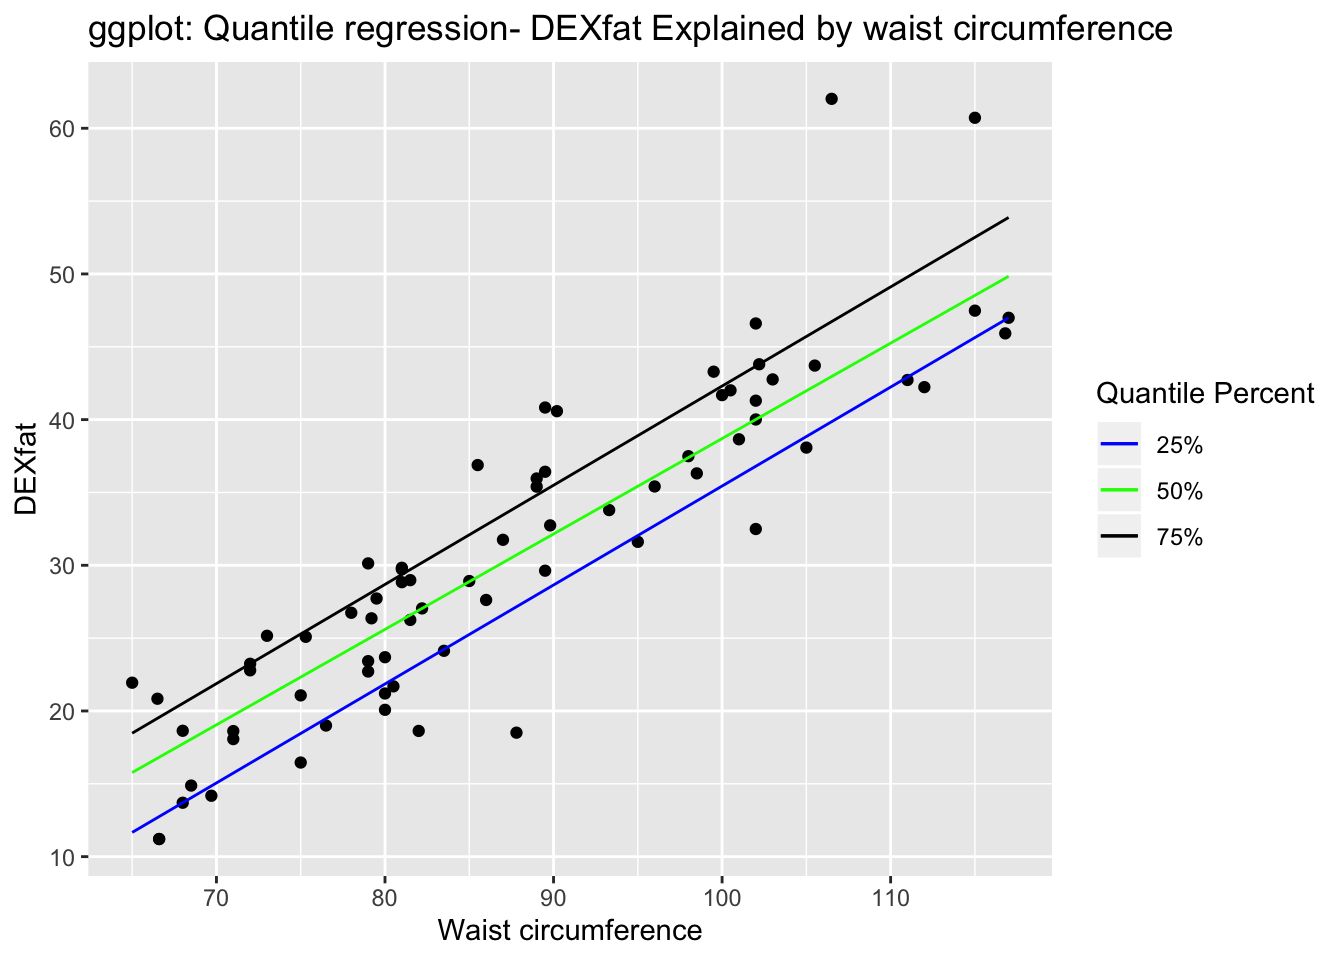 ggplot: Quantile regression- DEXfat Explained by waist circumference
60
50
40
30
20
10
DEXfat
70 80 90 100 110
Waist circumference
Quantile Percent
25%
50%
75%